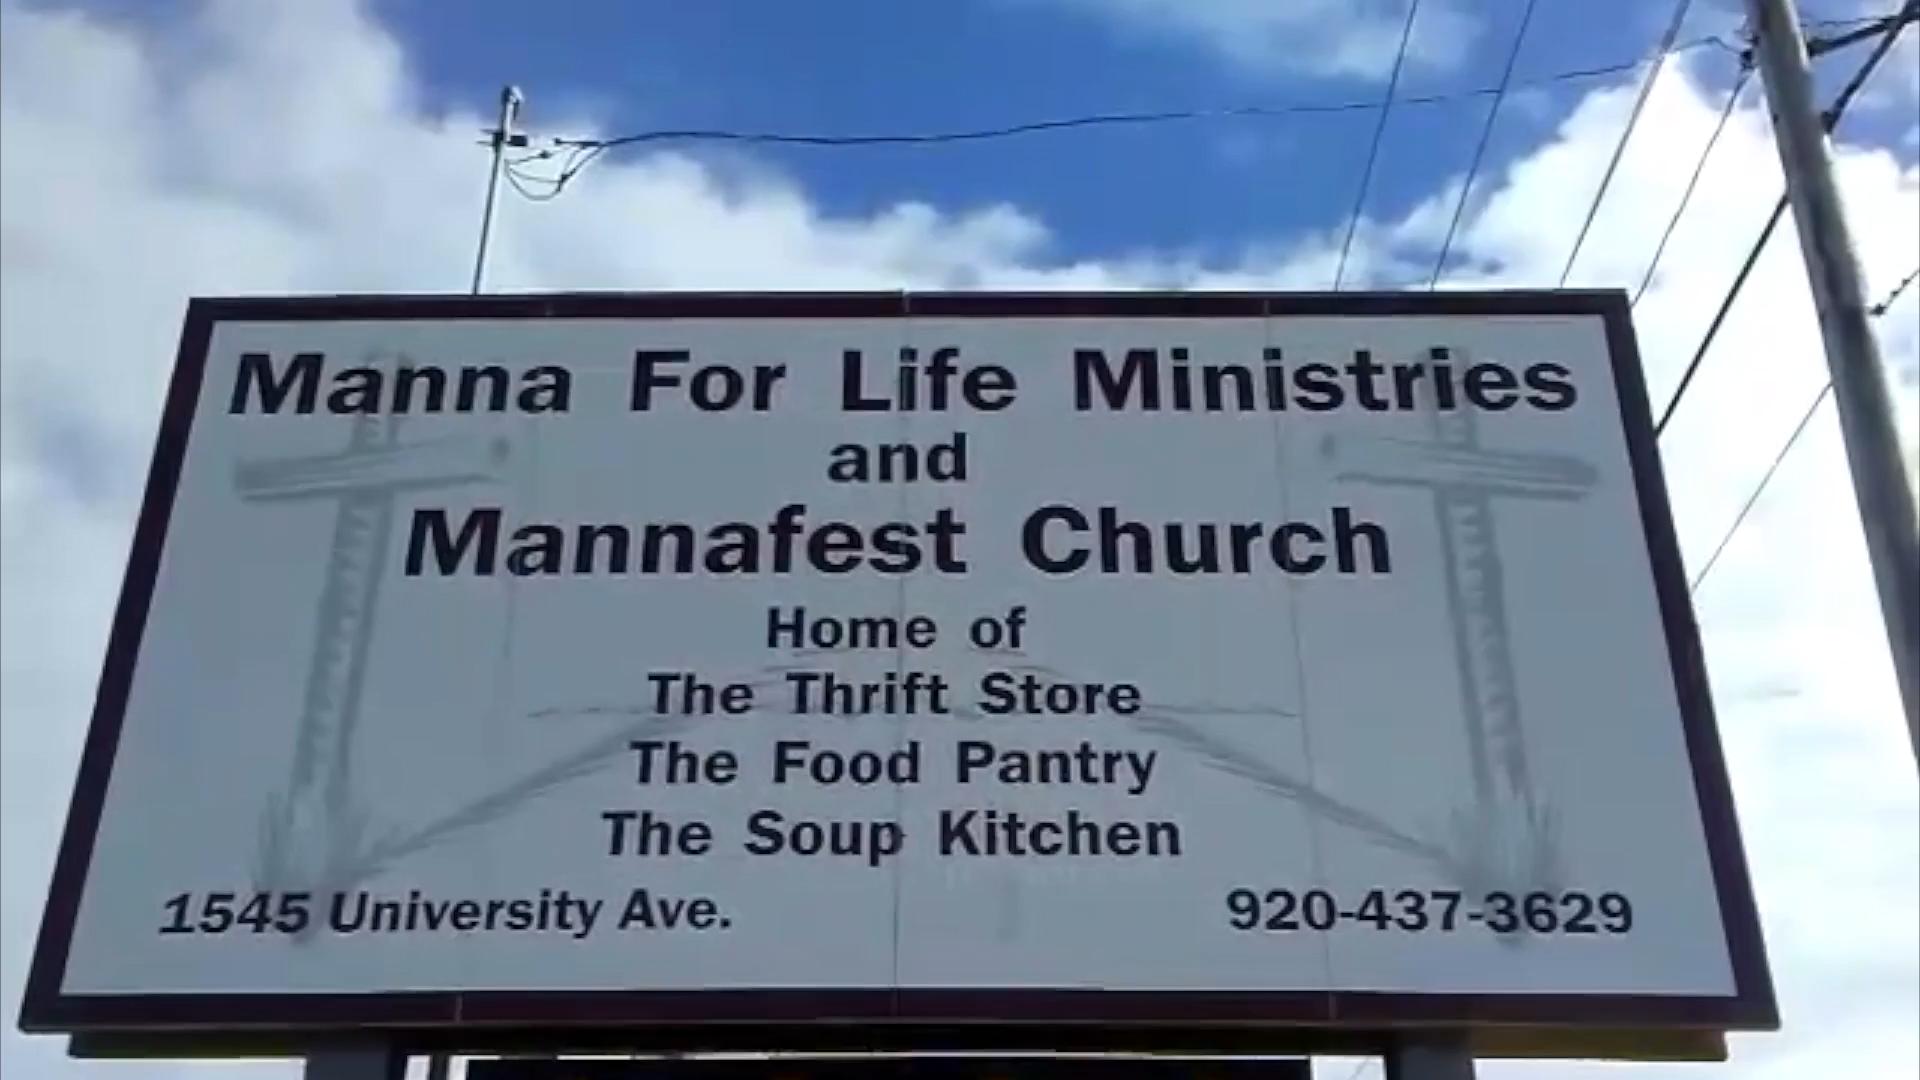 Manna For Life Ministries
and
Mannafest Church
Home of
The Thrift Store
The Food Pantry
The Soup Kitchen
1545 University Ave. 920-437-3629